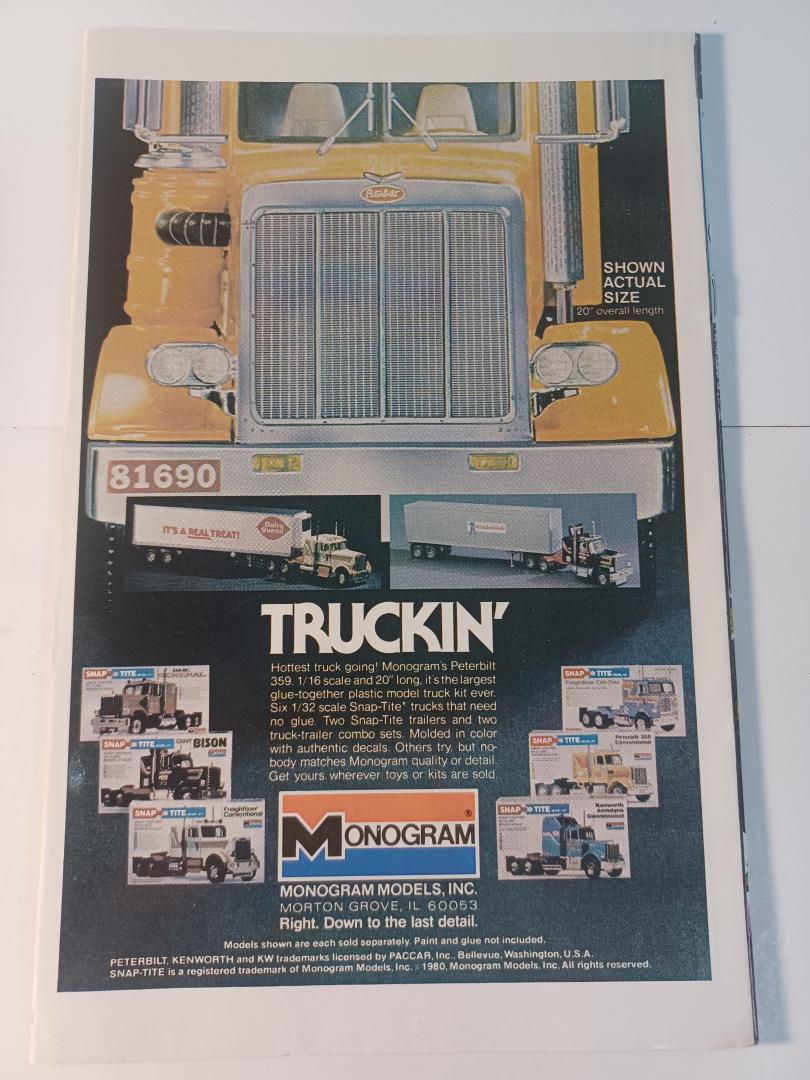 Peterbilt
SHOWN
ACTUAL
SIZE
20" overall length
81690
IT'S A REAL TREAT!
Dairy
Queen
TRUCKIN'
Hottest truck going! Monogram's Peterbilt
359. 1/16 scale and 20" long, it's the largest
glue-together plastic model truck kit ever.
Six 1/32 scale Snap-Tite* trucks that need
no glue. Two Snap-Tite trailers and two
truck-trailer combo sets. Molded in color
with authentic decals. Others try, but no-
body matches Monogram quality or detail.
Get yours wherever toys or kits are sold.
SNAP TITE
GENERAL
SNAP TITE
BISON
SNAP TITE
Freightliner
Conventional
SNAP TITE
SNAP TITE
Peterbilt 359
Conventional
SNAP TITE
Kenworth
Aerodyne
Conventional
MONOGRAM
®
MONOGRAM MODELS, INC.
MORTON GROVE, IL 60053
Right. Down to the last detail.
Models shown are each sold separately. Paint and glue not included.
PETERBILT, KENWORTH and KW trademarks licensed by PACCAR, Inc., Bellevue, Washington, U.S.A.
SNAP-TITE is a registered trademark of Monogram Models, Inc. 1980, Monogram Models, Inc. All rights reserved.